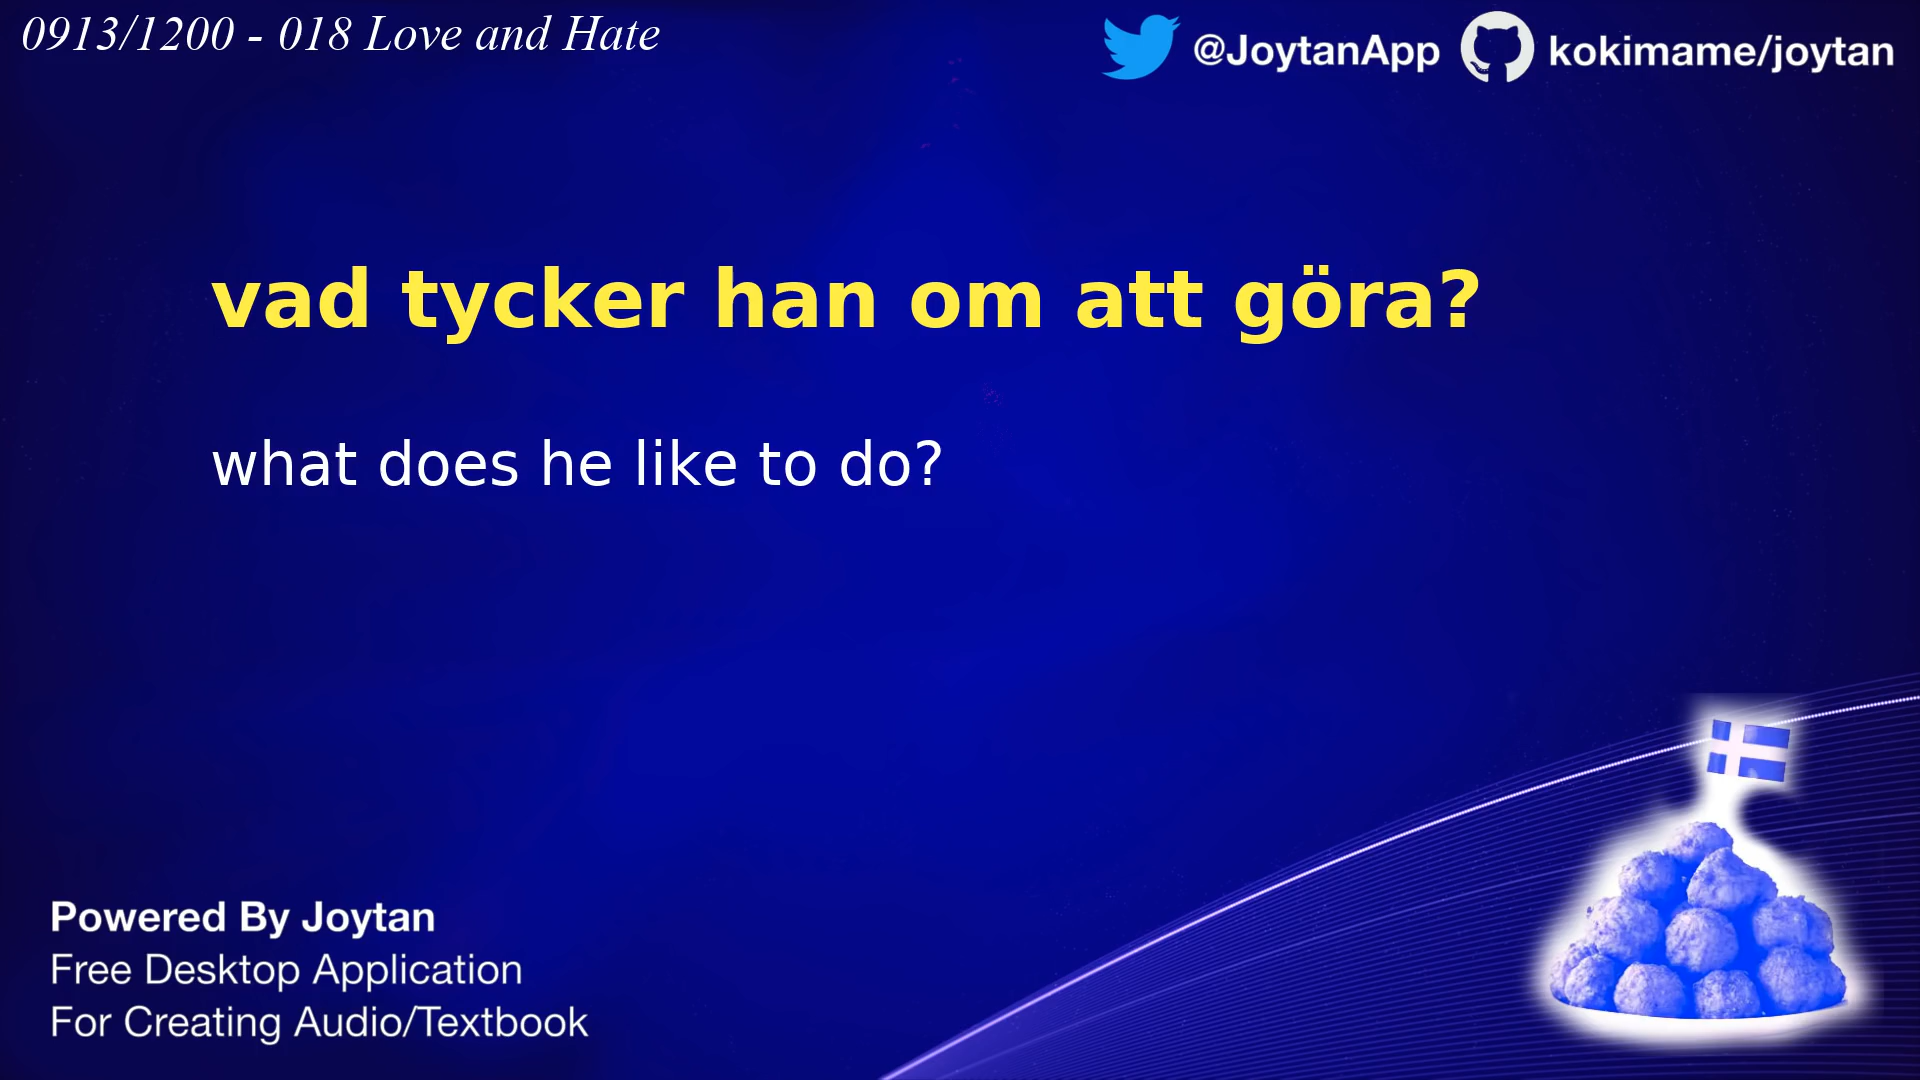 0913/1200 - 018 Love and Hate
@JoytanApp
kokimame/joytan
vad tycker han om att göra?
what does he like to do?
Powered By Joytan
Free Desktop Application
For Creating Audio/Textbook